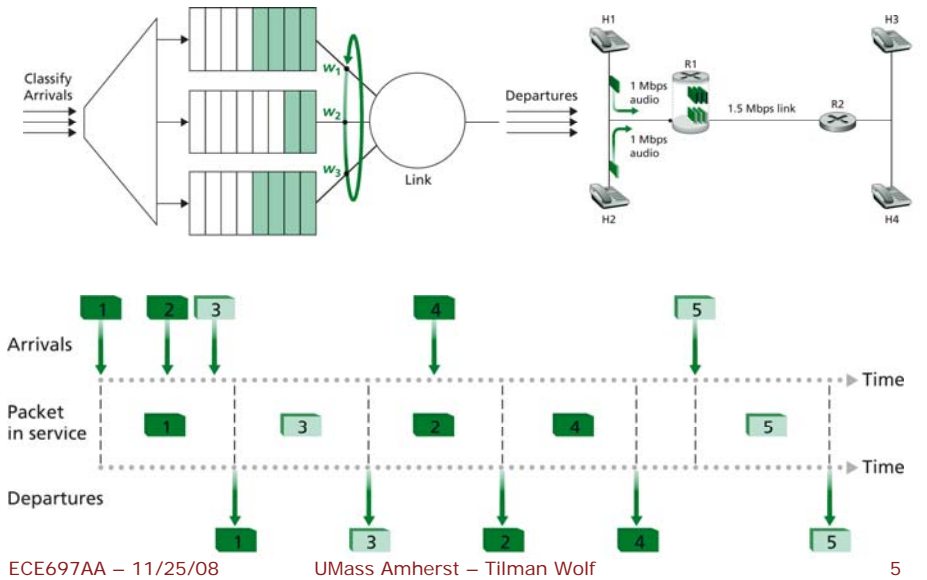 Classify
Arrivals
w1
w2
w3
Link
Departures
H1
H3
R1
1 Mbps
audio
1.5 Mbps link
R2
1 Mbps
audio
H2
H4
1 2 3 4 5
Arrivals
Time
Packet
in service
1 3 2 4 5
Time
Departures
1 3 2 4 5
ECE697AA – 11/25/08 UMass Amherst – Tilman Wolf 5